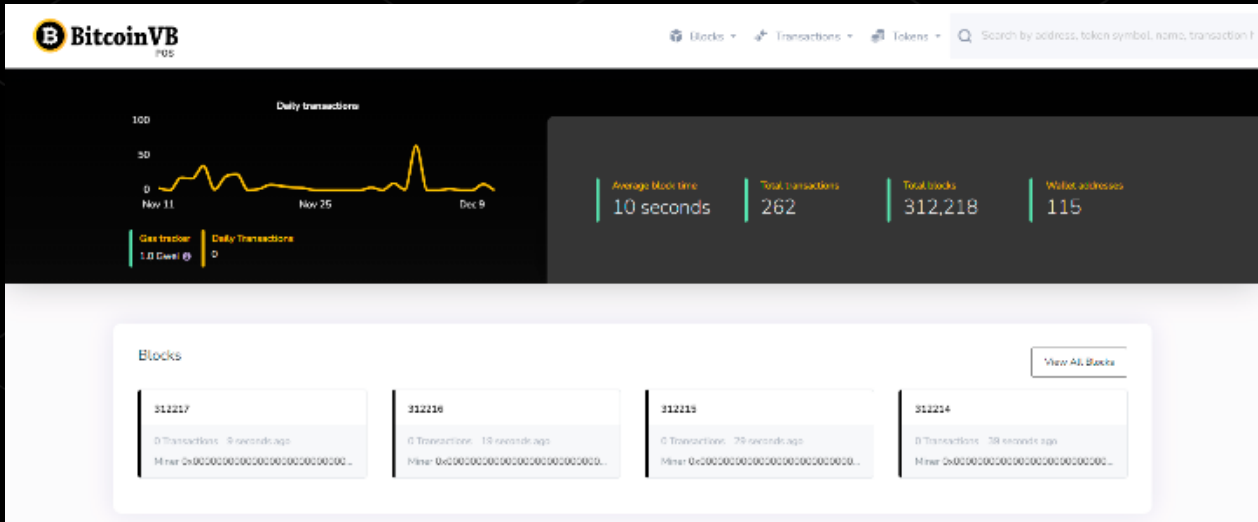 BitcoinVB
POS
Blocks
Transactions
Tokens
Search by address, token symbol, name, transaction h
Daily transactions
100
50
0
Nov 11
Nov 25
Dec 9
Gas tracker
1.0 Gwei
Daily Transactions
0
Average block time
10 seconds
Total transactions
262
Total blocks
312,218
Wallet addresses
115
Blocks
View All Blocks
312217
0 Transactions 9 seconds ago
Miner 0x00000000000000000000000000...
312216
0 Transactions 19 seconds ago
Miner 0x00000000000000000000000000...
312215
0 Transactions 29 seconds ago
Miner 0x00000000000000000000000000...
312214
0 Transactions 38 seconds ago
Miner 0x00000000000000000000000000...